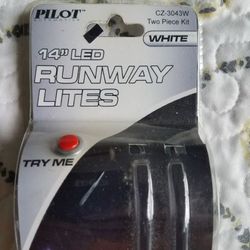 PILOT
CZ-3043W
Two Piece Kit
WHITE
14" LED
RUNWAY
LITES
TRY ME